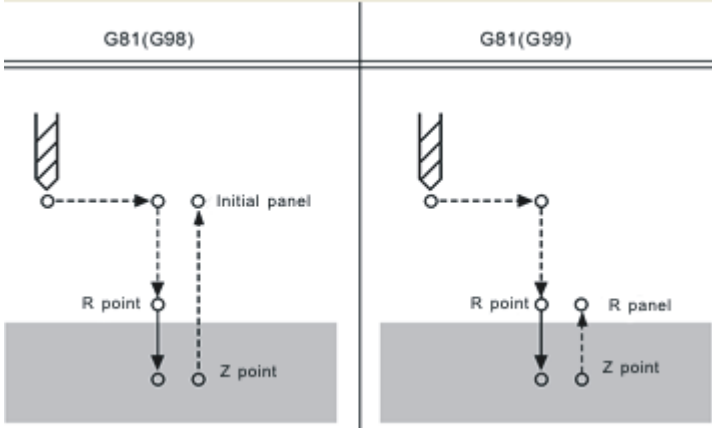 G81(G98)
G81(G99)
Initial panel
R point
Z point
R point
R panel
Z point